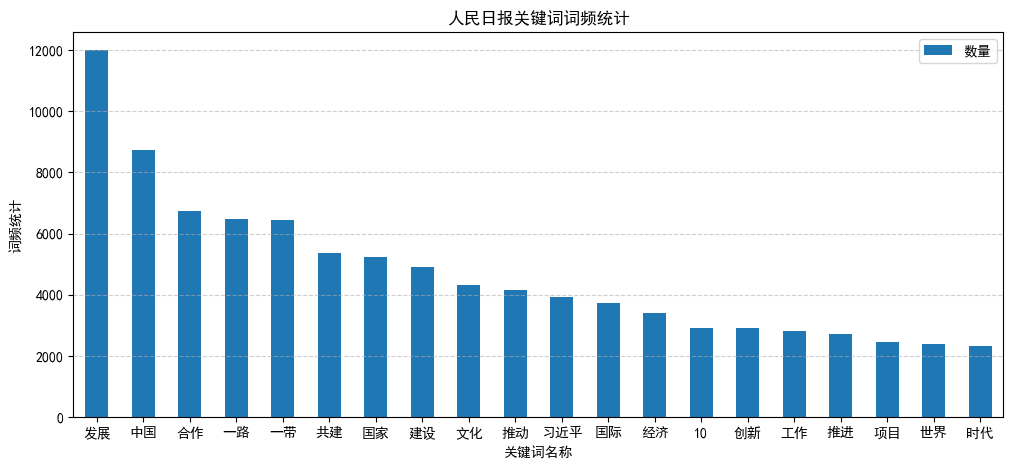 人民日报关键词词频统计
数量
词频统计
12000
10000
8000
6000
4000
2000
0
发展 中国 合作 一路 一带 共建 国家 建设 文化 推动 习近平 国际 经济 10 创新 工作 推进 项目 世界 时代
关键词名称